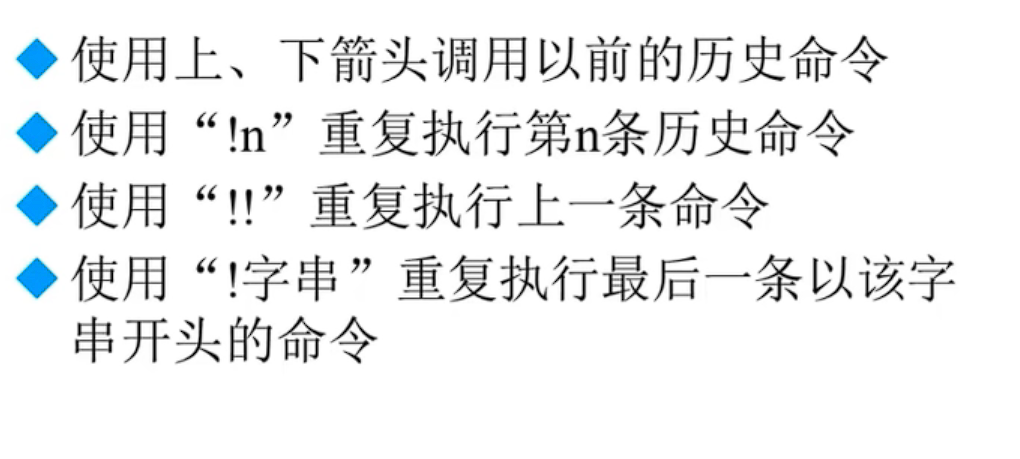 使用上、下箭头调用以前的历史命令
使用“!n”重复执行第n条历史命令
使用“!!”重复执行上一条命令
使用“!字串”重复执行最后一条以该字
串开头的命令